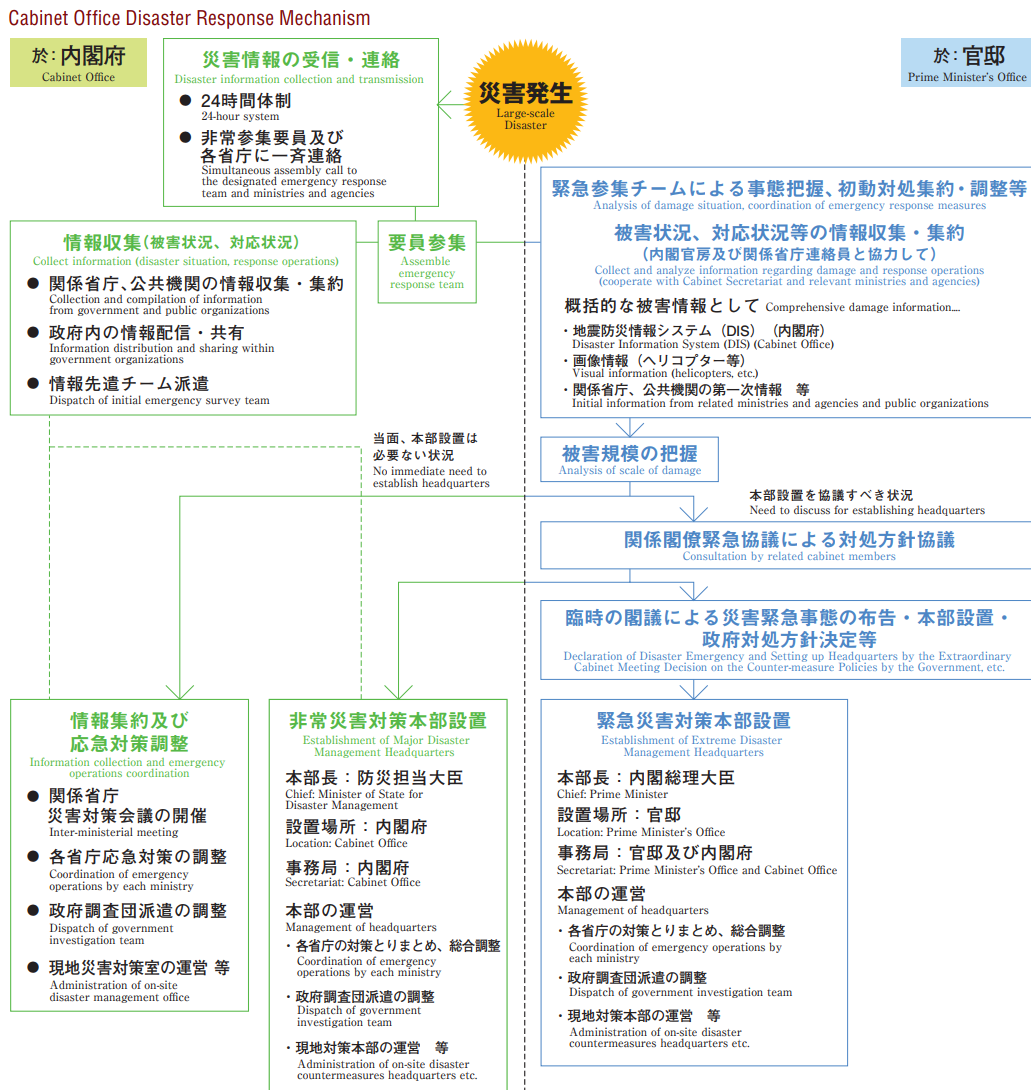 Cabinet Office Disaster Response Mechanism
於：内閣府
Cabinet Office
災害情報の受信・連絡
Disaster information collection and transmission
● 24時間体制
24-hour system
● 非常参集要員及び
各省庁に一斉連絡
Simultaneous assembly call to
the designated emergency response
team and ministries and agencies
災害発生
Large-scale
Disaster
於：官邸
Prime Minister's Office
情報収集（被害状況、対応状況）
Collect information (disaster situation, response operations)
● 関係省庁、公共機関の情報収集・集約
Collection and compilation of information
from government and public organizations
● 政府内の情報配信・共有
Information distribution and sharing within
government organizations
● 情報先遣チーム派遣
Dispatch of initial emergency survey team
要員参集
Assemble
emergency
response team
緊急参集チームによる事態把握、初動対処集約・調整等
Analysis of damage situation, coordination of emergency response measures
被害状況、対応状況等の情報収集・集約
（内閣官房及び関係省庁連絡員と協力して）
Collect and analyze information regarding damage and response operations
(cooperate with Cabinet Secretariat and relevant ministries and agencies)
概括的な被害情報として Comprehensive damage information....
・地震防災情報システム（DIS）（内閣府）
Disaster Information System (DIS) (Cabinet Office)
・画像情報（ヘリコプター等）
Visual information (helicopters, etc.)
・関係省庁、公共機関の第一次情報　等
Initial information from related ministries and agencies and public organizations
当面、本部設置は
必要ない状況
No immediate need to
establish headquarters
被害規模の把握
Analysis of scale of damage
本部設置を協議すべき状況
Need to discuss for establishing headquarters
関係閣僚緊急協議による対処方針協議
Consultation by related cabinet members
臨時の閣議による災害緊急事態の布告・本部設置・
政府対処方針決定等
Declaration of Disaster Emergency and Setting up Headquarters by the Extraordinary
Cabinet Meeting Decision on the Counter-measure Policies by the Government, etc.
情報集約及び
応急対策調整
Information collection and emergency
operations coordination
● 関係省庁
災害対策会議の開催
Inter-ministerial meeting
● 各省庁応急対策の調整
Coordination of emergency
operations by each ministry
● 政府調査団派遣の調整
Dispatch of government
investigation team
● 現地災害対策室の運営 等
Administration of on-site
disaster management office
非常災害対策本部設置
Establishment of Major Disaster
Management Headquarters
本部長：防災担当大臣
Chief: Minister of State for
Disaster Management
設置場所：内閣府
Location: Cabinet Office
事務局：内閣府
Secretariat: Cabinet Office
本部の運営
Management of headquarters
・各省庁の対策とりまとめ、総合調整
Coordination of emergency
operations by each ministry
・政府調査団派遣の調整
Dispatch of government
investigation team
・現地対策本部の運営　等
Administration of on-site disaster
countermeasures headquarters etc.
緊急災害対策本部設置
Establishment of Extreme Disaster
Management Headquarters
本部長：内閣総理大臣
Chief: Prime Minister
設置場所：官邸
Location: Prime Minister's Office
事務局：官邸及び内閣府
Secretariat: Prime Minister's Office and Cabinet Office
本部の運営
Management of headquarters
・各省庁の対策とりまとめ、総合調整
Coordination of emergency operations by
each ministry
・政府調査団派遣の調整
Dispatch of government investigation team
・現地対策本部の運営　等
Administration of on-site disaster
countermeasures headquarters etc.